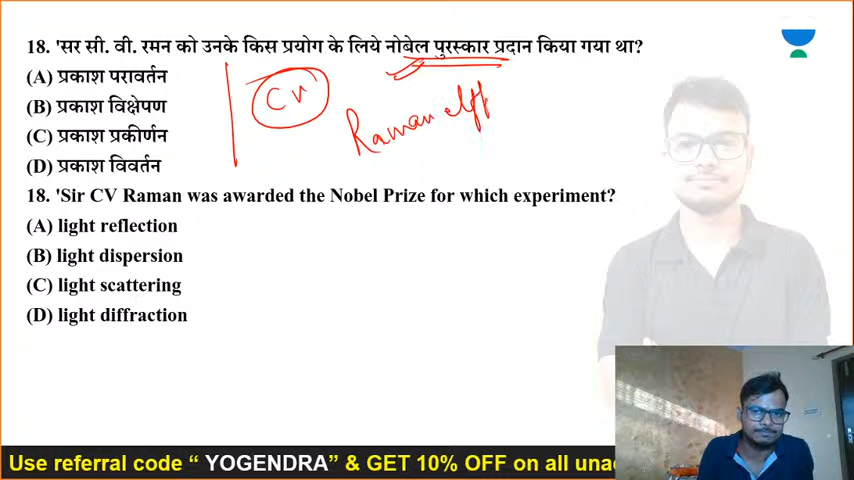 18. 'सर सी. वी. रमन को उनके किस प्रयोग के लिये नोबेल पुरस्कार प्रदान किया गया था?
(A) प्रकाश परावर्तन
(B) प्रकाश विक्षेपण
(C) प्रकाश प्रकीर्णन
(D) प्रकाश विवर्तन
CV
Raman eff
18. 'Sir CV Raman was awarded the Nobel Prize for which experiment?
(A) light reflection
(B) light dispersion
(C) light scattering
(D) light diffraction
Use referral code “ YOGENDRA” & GET 10% OFF on all una